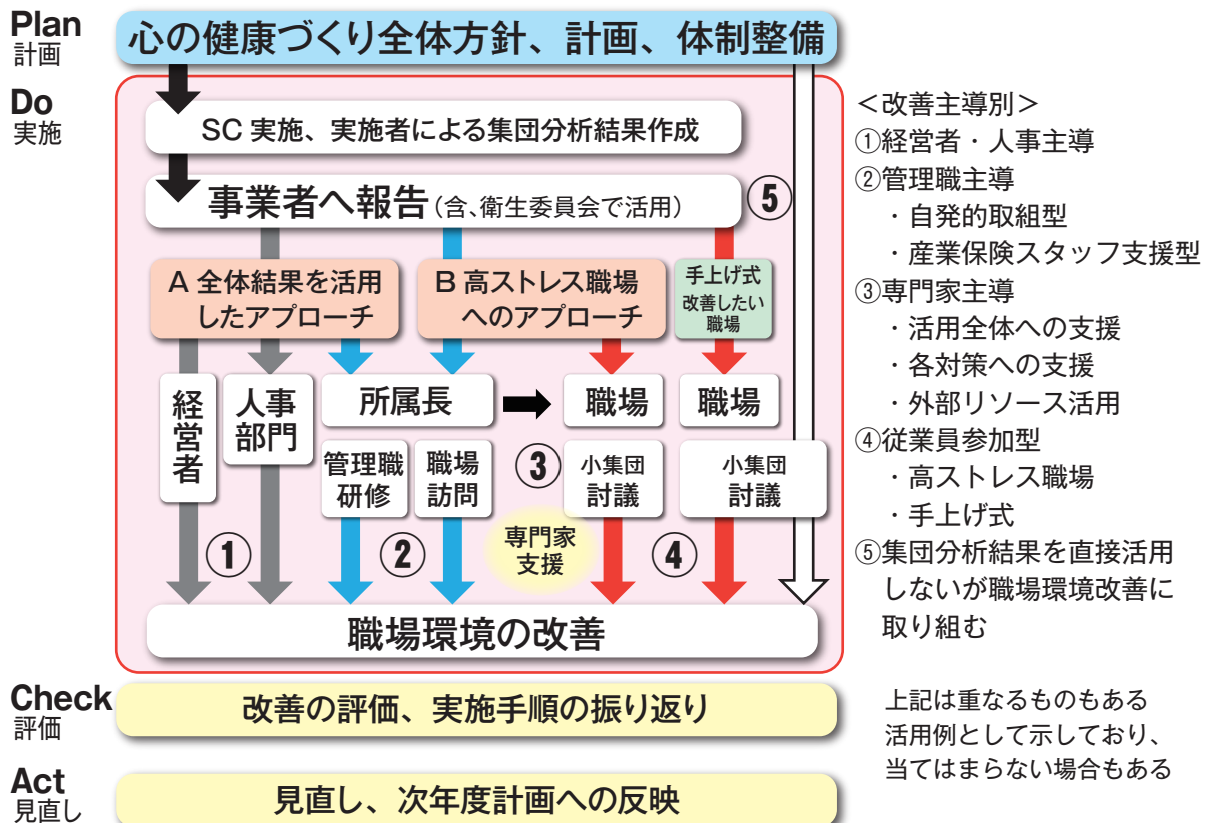 Plan
計画
心の健康づくり全体方針、計画、体制整備
Do
実施
SC 実施、実施者による集団分析結果作成
事業者へ報告(含、衛生委員会で活用)
⑤
A 全体結果を活用
したアプローチ
B 高ストレス職場
へのアプローチ
手上げ式
改善したい
職場
経営者
人事
部門
所属長
職場
職場
管理職
研修
職場
訪問
③
小集団
討議
小集団
討議
専門家
支援
①
②
④
職場環境の改善
<改善主導別>
①経営者・人事主導
②管理職主導
・自発的取組型
・産業保険スタッフ支援型
③専門家主導
・活用全体への支援
・各対策への支援
・外部リソース活用
④従業員参加型
・高ストレス職場
・手上げ式
⑤集団分析結果を直接活用
しないが職場環境改善に
取り組む
Check
評価
改善の評価、実施手順の振り返り
上記は重なるものもある
活用例として示しており、
当てはまらない場合もある
Act
見直し
見直し、次年度計画への反映